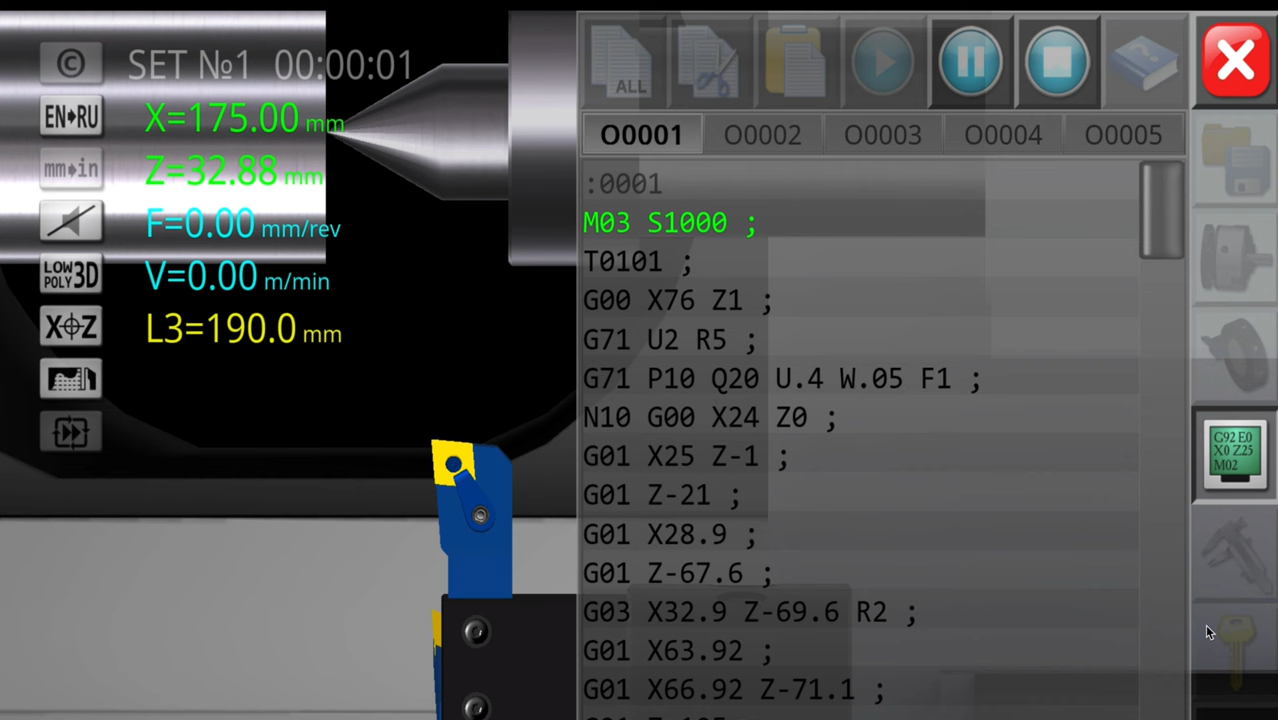 ©
SET №1 00:00:01
EN➔RU
X=175.00 mm
mm➔in
Z=32.88 mm
F=0.00 mm/rev
LOW POLY 3D
V=0.00 m/min
X⌖Z
L3=190.0 mm
ALL
O0001 O0002 O0003 O0004 O0005
:0001
M03 S1000 ;
T0101 ;
G00 X76 Z1 ;
G71 U2 R5 ;
G71 P10 Q20 U.4 W.05 F1 ;
N10 G00 X24 Z0 ;
G01 X25 Z-1 ;
G01 Z-21 ;
G01 X28.9 ;
G01 Z-67.6 ;
G03 X32.9 Z-69.6 R2 ;
G01 X63.92 ;
G01 X66.92 Z-71.1 ;
G92 E0
X0 Z25
M02